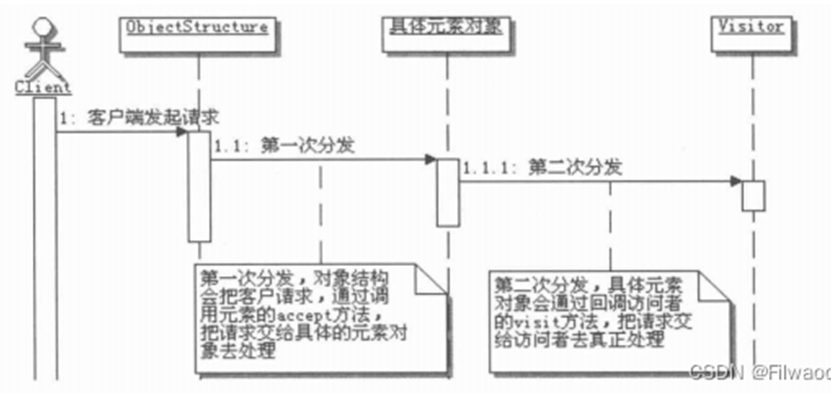 ObjectStructure
具体元素对象
Visitor
Client
1: 客户端发起请求
1.1: 第一次分发
1.1.1: 第二次分发
第一次分发，对象结构
会把客户请求，通过调
用元素的accept方法，
把请求交给具体的元素对
象去处理
第二次分发，具体元素
对象会通过回调访问者
的visit方法，把请求交
给访问者去真正处理
CSDN @Filwaod